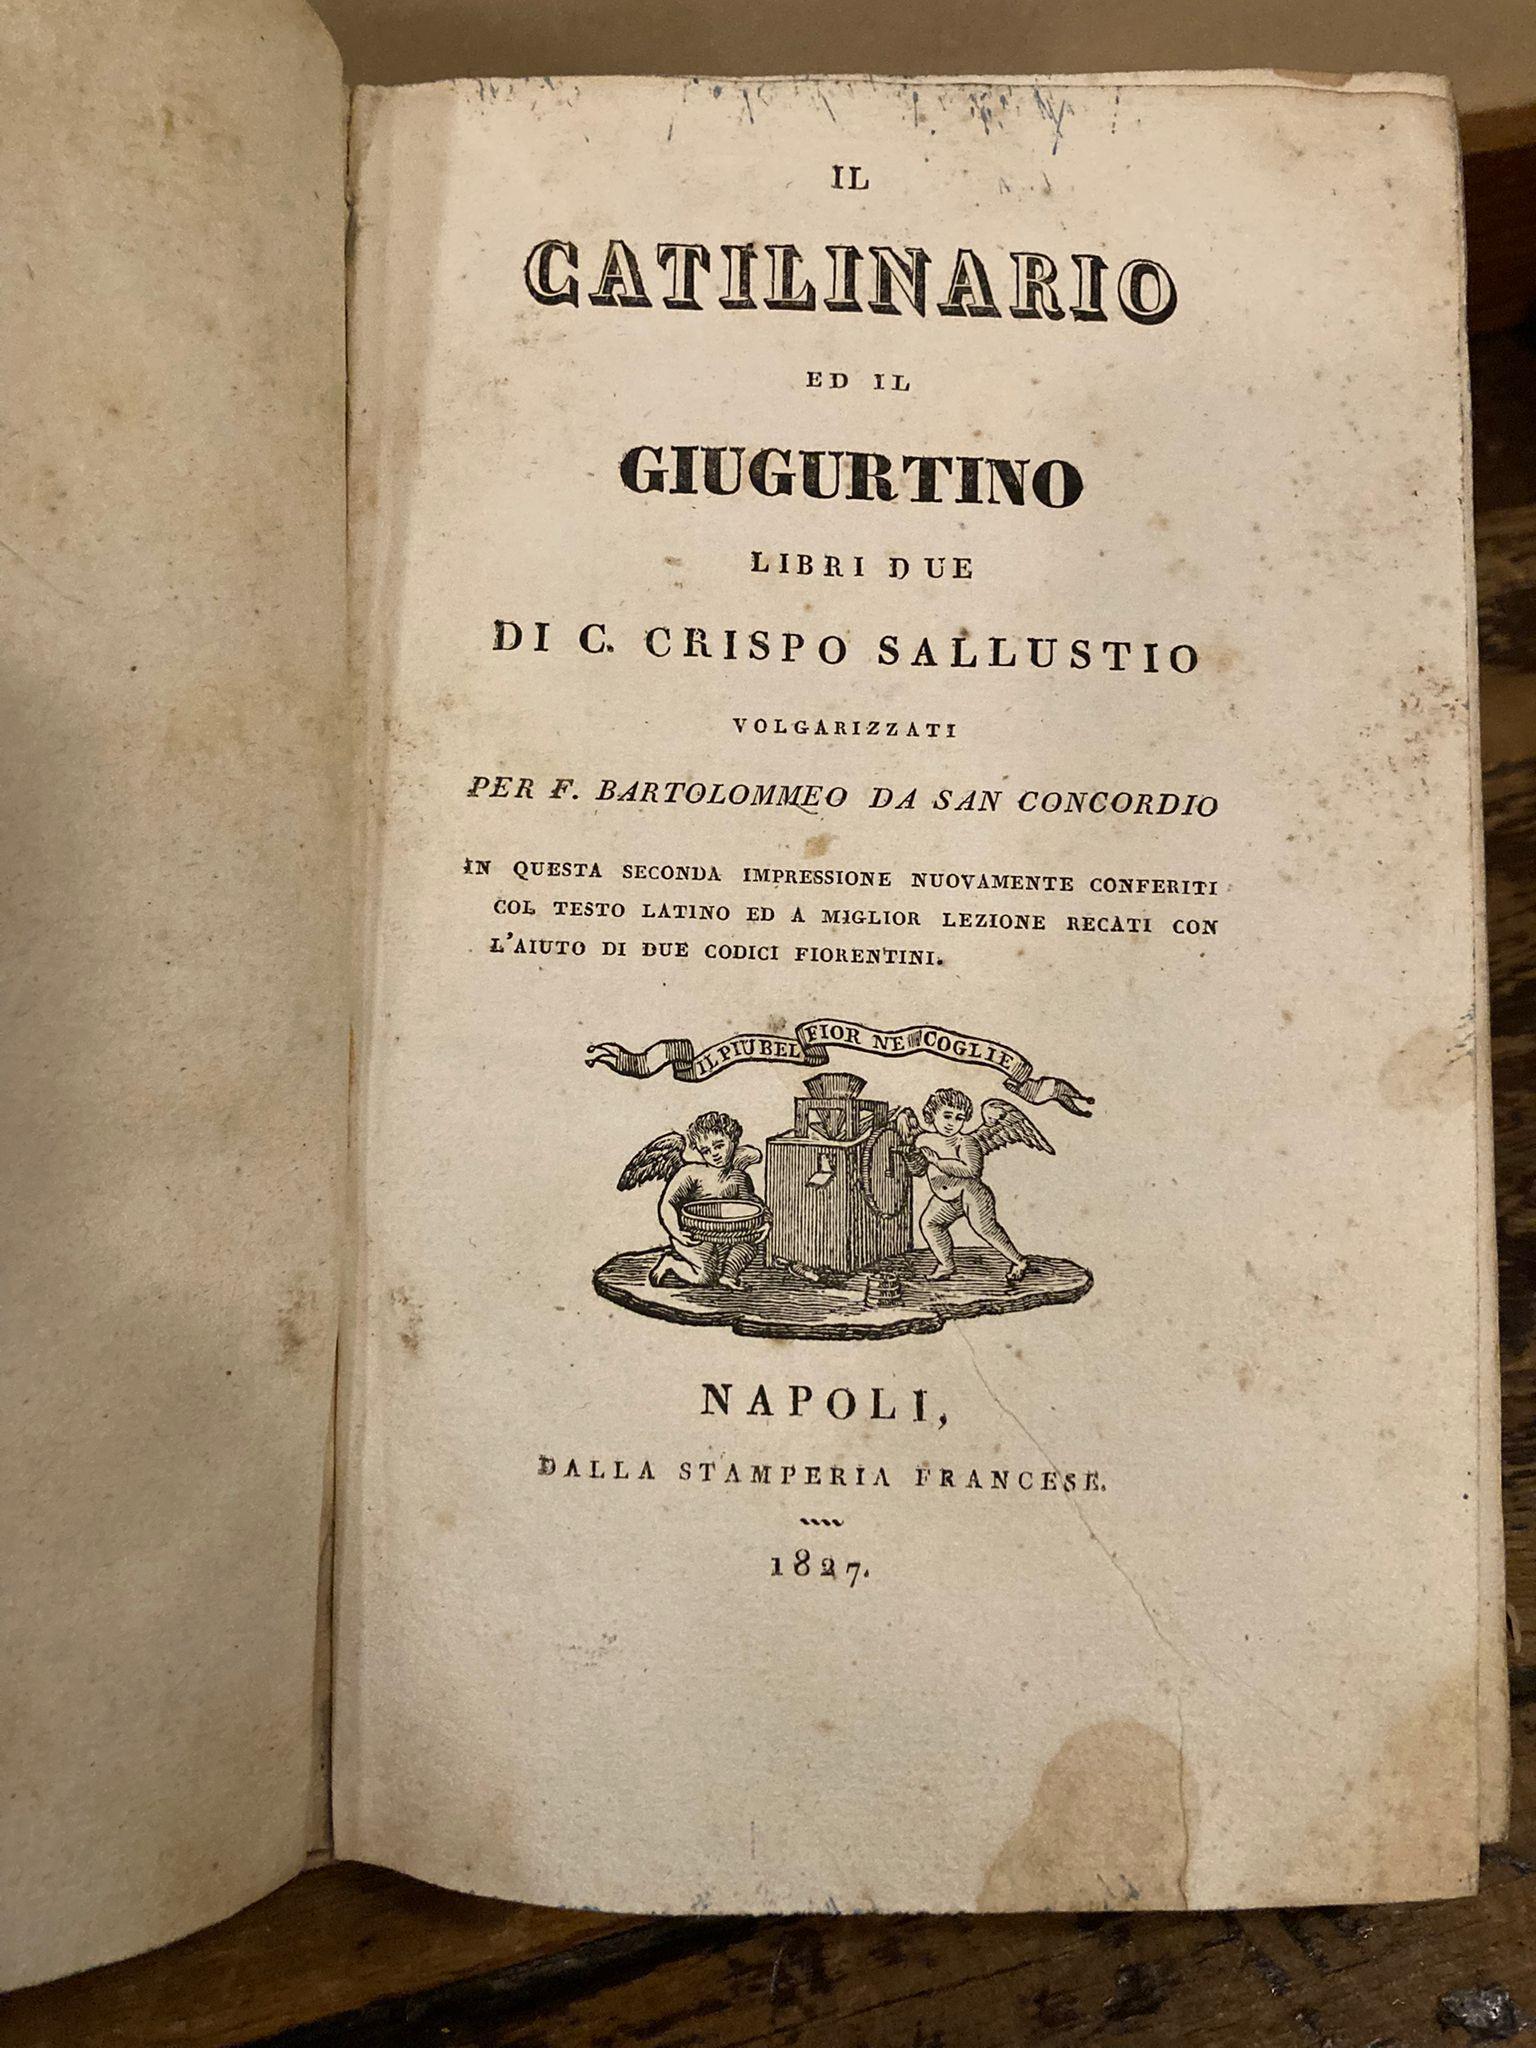 IL
CATILINARIO
ED IL
GIUGURTINO
LIBRI DUE
DI C. CRISPO SALLUSTIO
VOLGARIZZATI
PER F. BARTOLOMMEO DA SAN CONCORDIO
IN QUESTA SECONDA IMPRESSIONE NUOVAMENTE CONFERITI
COL TESTO LATINO ED A MIGLIOR LEZIONE RECATI CON
L'AIUTO DI DUE CODICI FIORENTINI.
IL PIU BEL FIOR NE COGLIE
NAPOLI,
DALLA STAMPERIA FRANCESE.
1827.